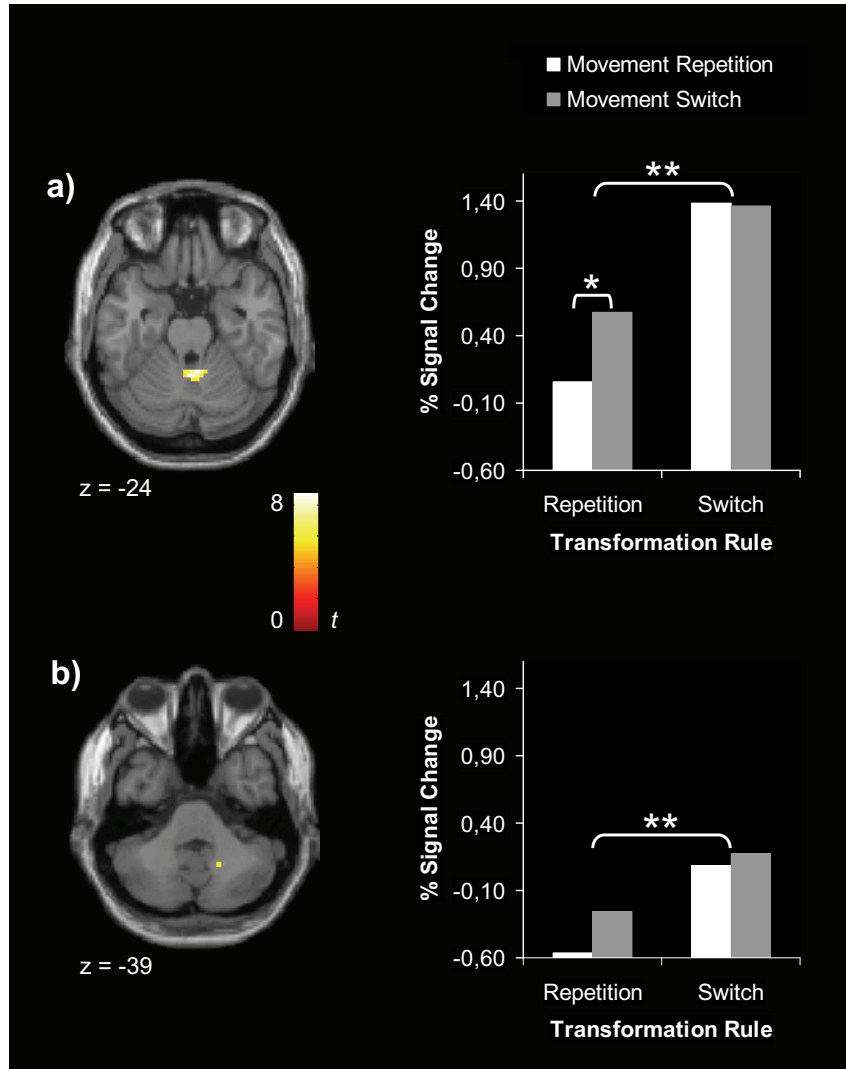 Movement Repetition
Movement Switch
a)
**
*
1,40
0,90
0,40
-0,10
-0,60
% Signal Change
Repetition Switch
Transformation Rule
z = -24
8
0 t
b)
**
1,40
0,90
0,40
-0,10
-0,60
% Signal Change
Repetition Switch
Transformation Rule
z = -39